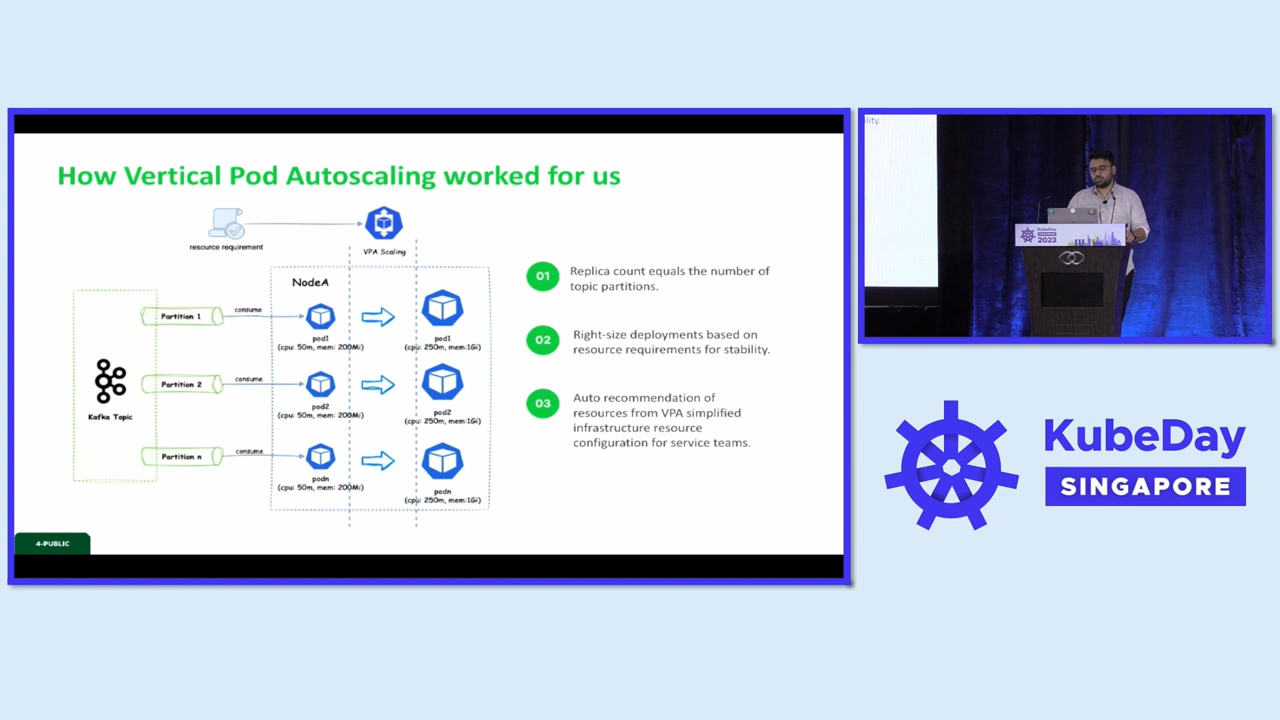 How Vertical Pod Autoscaling worked for us
resource requirement
VPA Scaling
NodeA
Kafka Topic
Partition 1
consume
pod1
(cpu: 50m, mem: 200Mi)
pod1
(cpu: 250m, mem:1Gi)
Partition 2
consume
pod2
(cpu: 50m, mem: 200Mi)
pod2
(cpu: 250m, mem:1Gi)
Partition n
consume
podn
(cpu: 50m, mem: 200Mi)
podn
(cpu: 250m, mem:1Gi)
01
Replica count equals the number of
topic partitions.
02
Right-size deployments based on
resource requirements for stability.
03
Auto recommendation of
resources from VPA simplified
infrastructure resource
configuration for service teams.
4-PUBLIC
ility.
KubeDay
2023
KubeDay
SINGAPORE